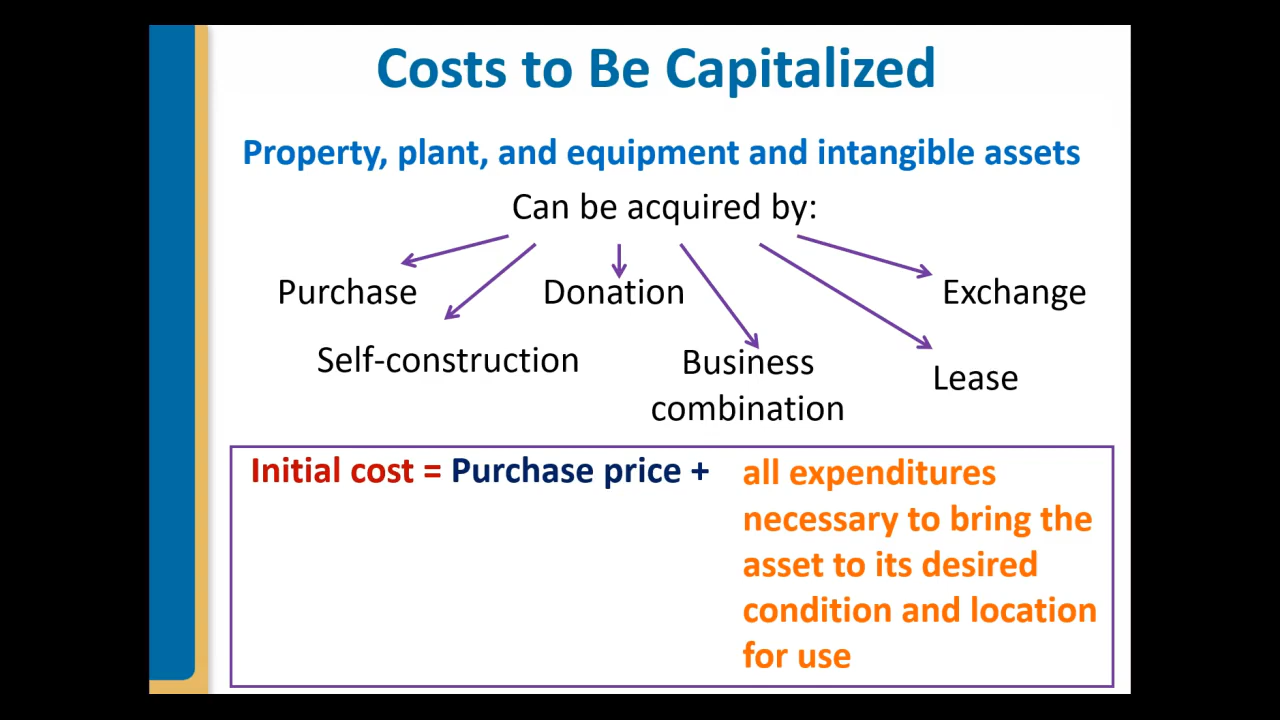 Costs to Be Capitalized
Property, plant, and equipment and intangible assets
Can be acquired by:
Purchase
Donation
Exchange
Self-construction
Business
combination
Lease
Initial cost = Purchase price +
all expenditures
necessary to bring the
asset to its desired
condition and location
for use